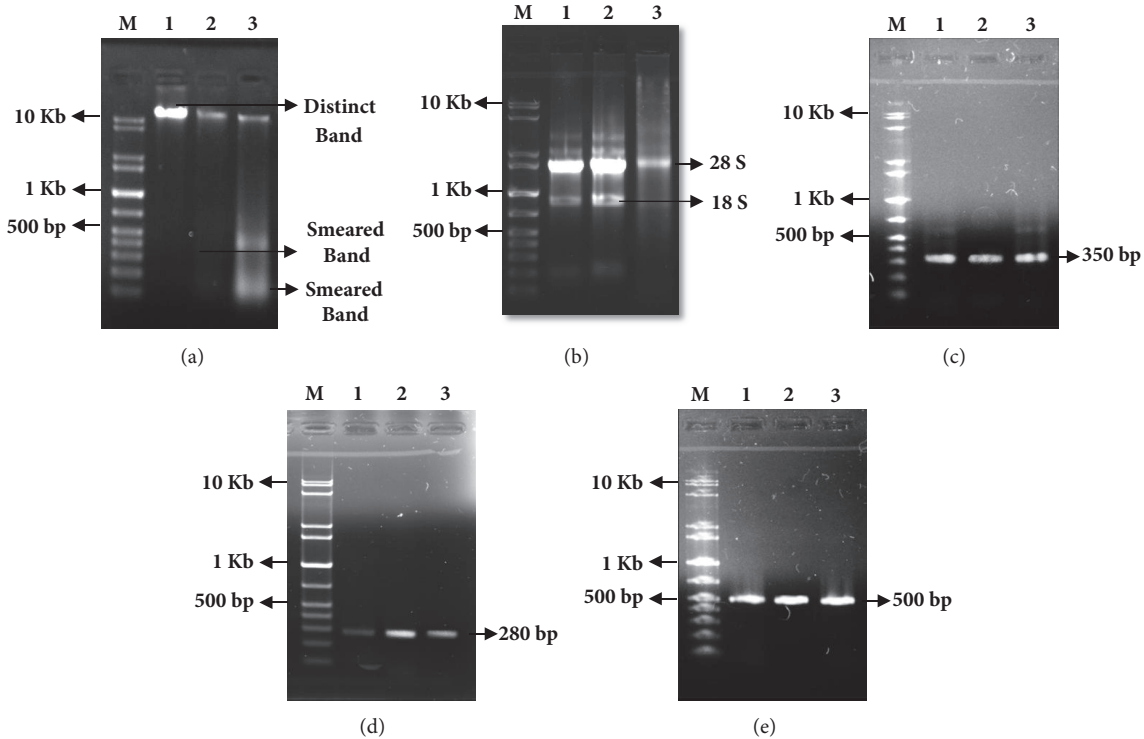 M 1 2 3
10 Kb
1 Kb
500 bp
Distinct
Band
Smeared
Band
Smeared
Band
(a)
M 1 2 3
10 Kb
1 Kb
500 bp
28 S
18 S
(b)
M 1 2 3
10 Kb
1 Kb
500 bp
350 bp
(c)
M 1 2 3
10 Kb
1 Kb
500 bp
280 bp
(d)
M 1 2 3
10 Kb
1 Kb
500 bp
500 bp
(e)